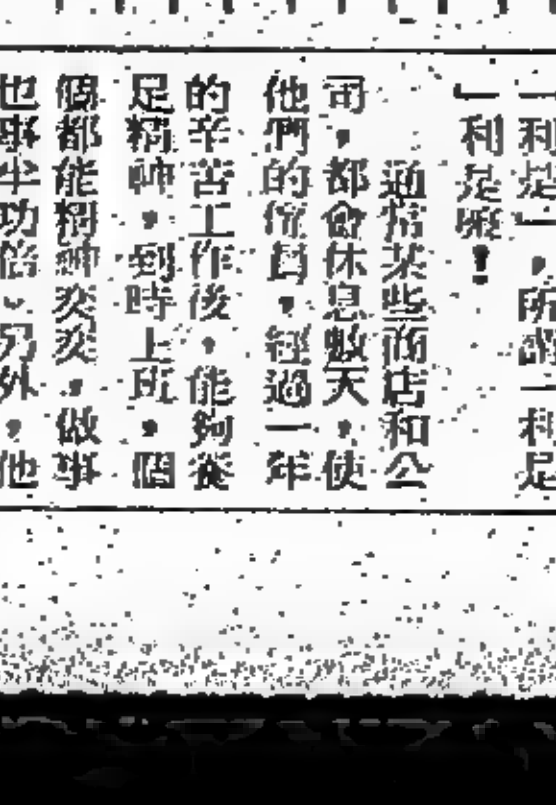 一利是」，所謂一利是
」利是嘛！
通常某些商店和公
司，都會休息數天，使
他們的僱員，經過一年
的辛苦工作後，能夠養
足精神，到時上班，個
個都能精神奕奕，做事
也事半功倍。另外，他